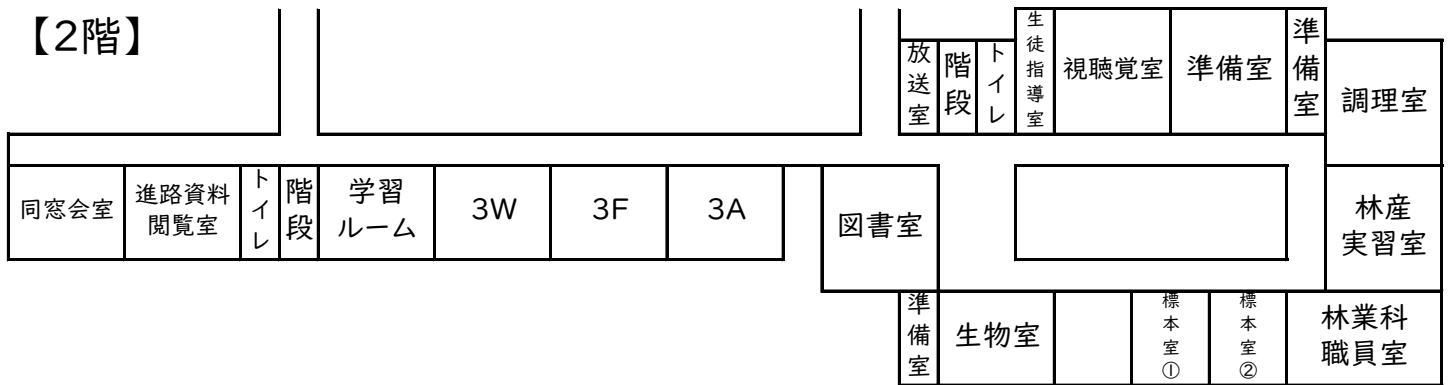 【2階】
放送室
階段
トイレ
生徒指導室
視聴覚室
準備室
準備室
調理室
同窓会室
進路資料
閲覧室
トイレ
階段
学習
ルーム
3W
3F
3A
図書室
林産
実習室
準備室
生物室
標本室①
標本室②
林業科
職員室